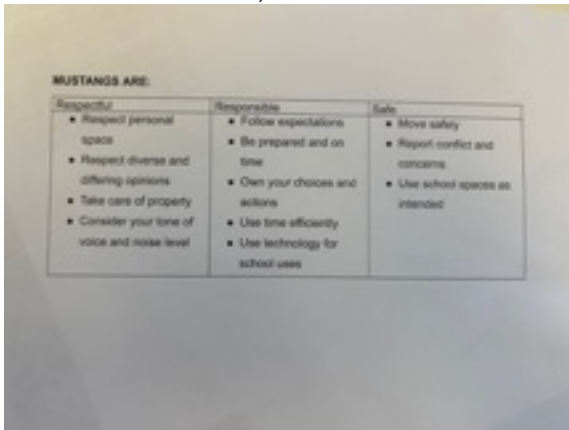 MUSTANGS ARE:
Respectful
• Respect personal
space
• Respect diverse and
differing opinions
• Take care of property
• Consider your tone of
voice and noise level
Responsible
• Follow expectations
• Be prepared and on
time
• Own your choices and
actions
• Use time efficiently
• Use technology for
school uses
Safe
• Move safely
• Report conflict and
concerns
• Use school spaces as
intended